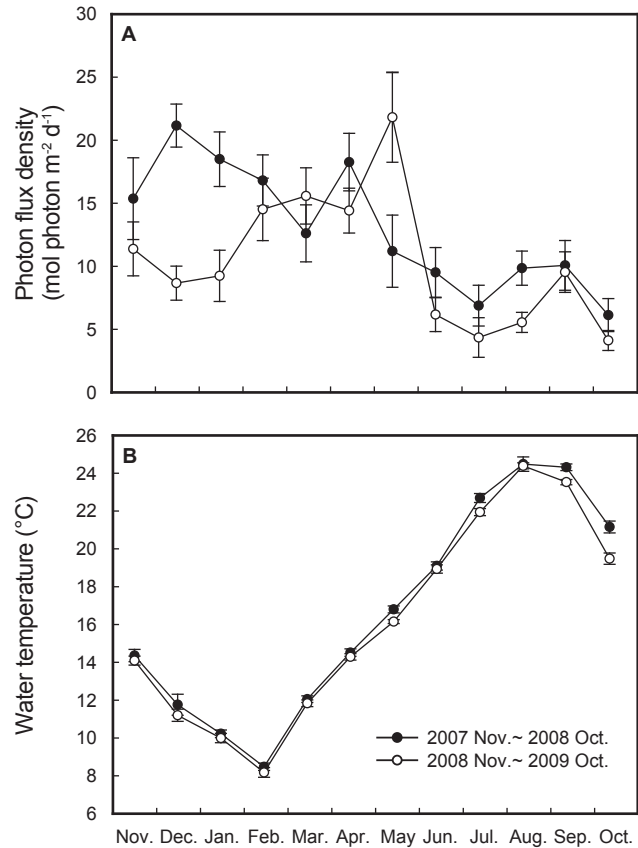 A
30
25
20
15
10
5
0
Photon flux density
(mol photon m⁻² d⁻¹)
B
26
24
22
20
18
16
14
12
10
8
6
Water temperature (°C)
2007 Nov.~ 2008 Oct.
2008 Nov.~ 2009 Oct.
Nov. Dec. Jan. Feb. Mar. Apr. May Jun. Jul. Aug. Sep. Oct.